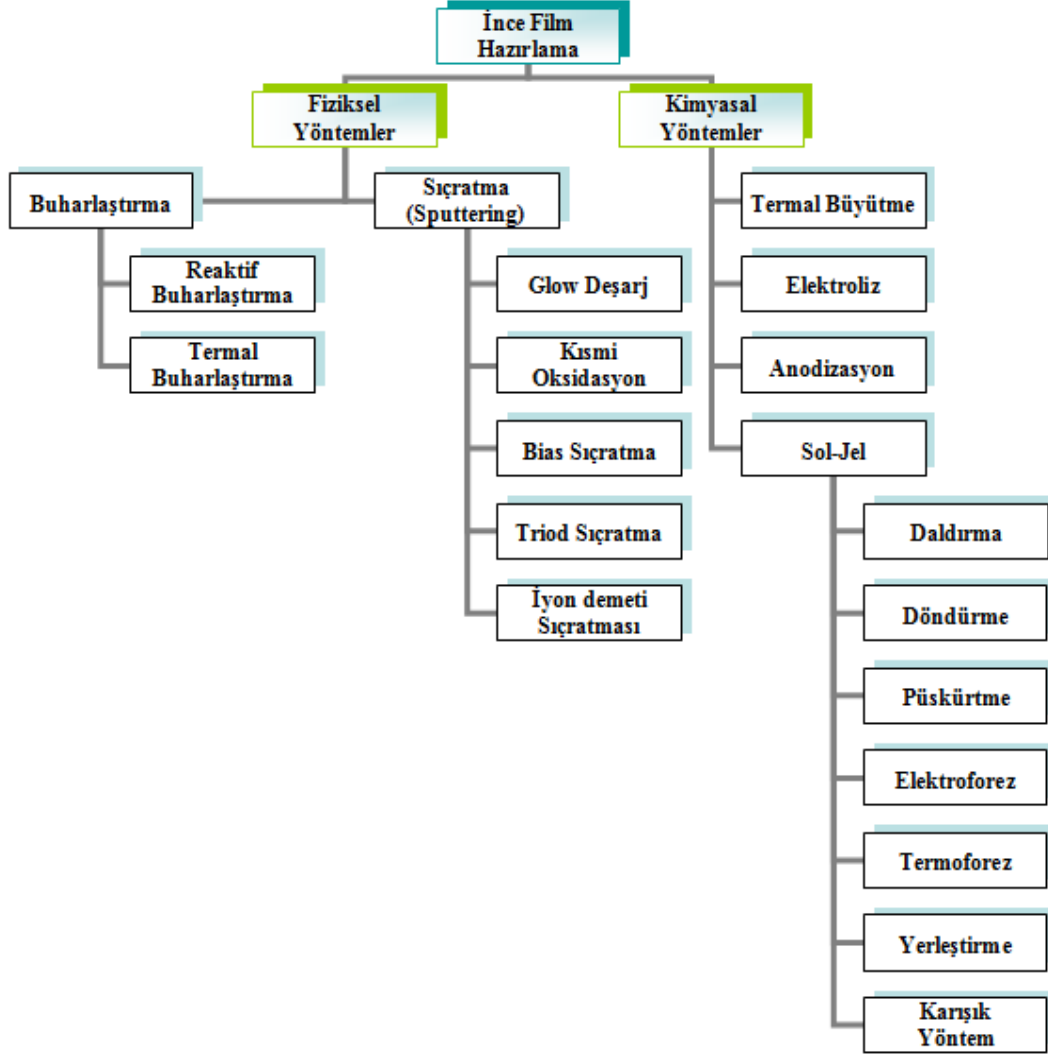 İnce Film
Hazırlama
Fiziksel
Yöntemler
Kimyasal
Yöntemler
Buharlaştırma
Reaktif
Buharlaştırma
Termal
Buharlaştırma
Sıçratma
(Sputtering)
Glow Deşarj
Kısmi
Oksidasyon
Bias Sıçratma
Triod Sıçratma
İyon demeti
Sıçratması
Termal Büyütme
Elektroliz
Anodizasyon
Sol-Jel
Daldırma
Döndürme
Püskürtme
Elektroforez
Termoforez
Yerleştirme
Karışık
Yöntem